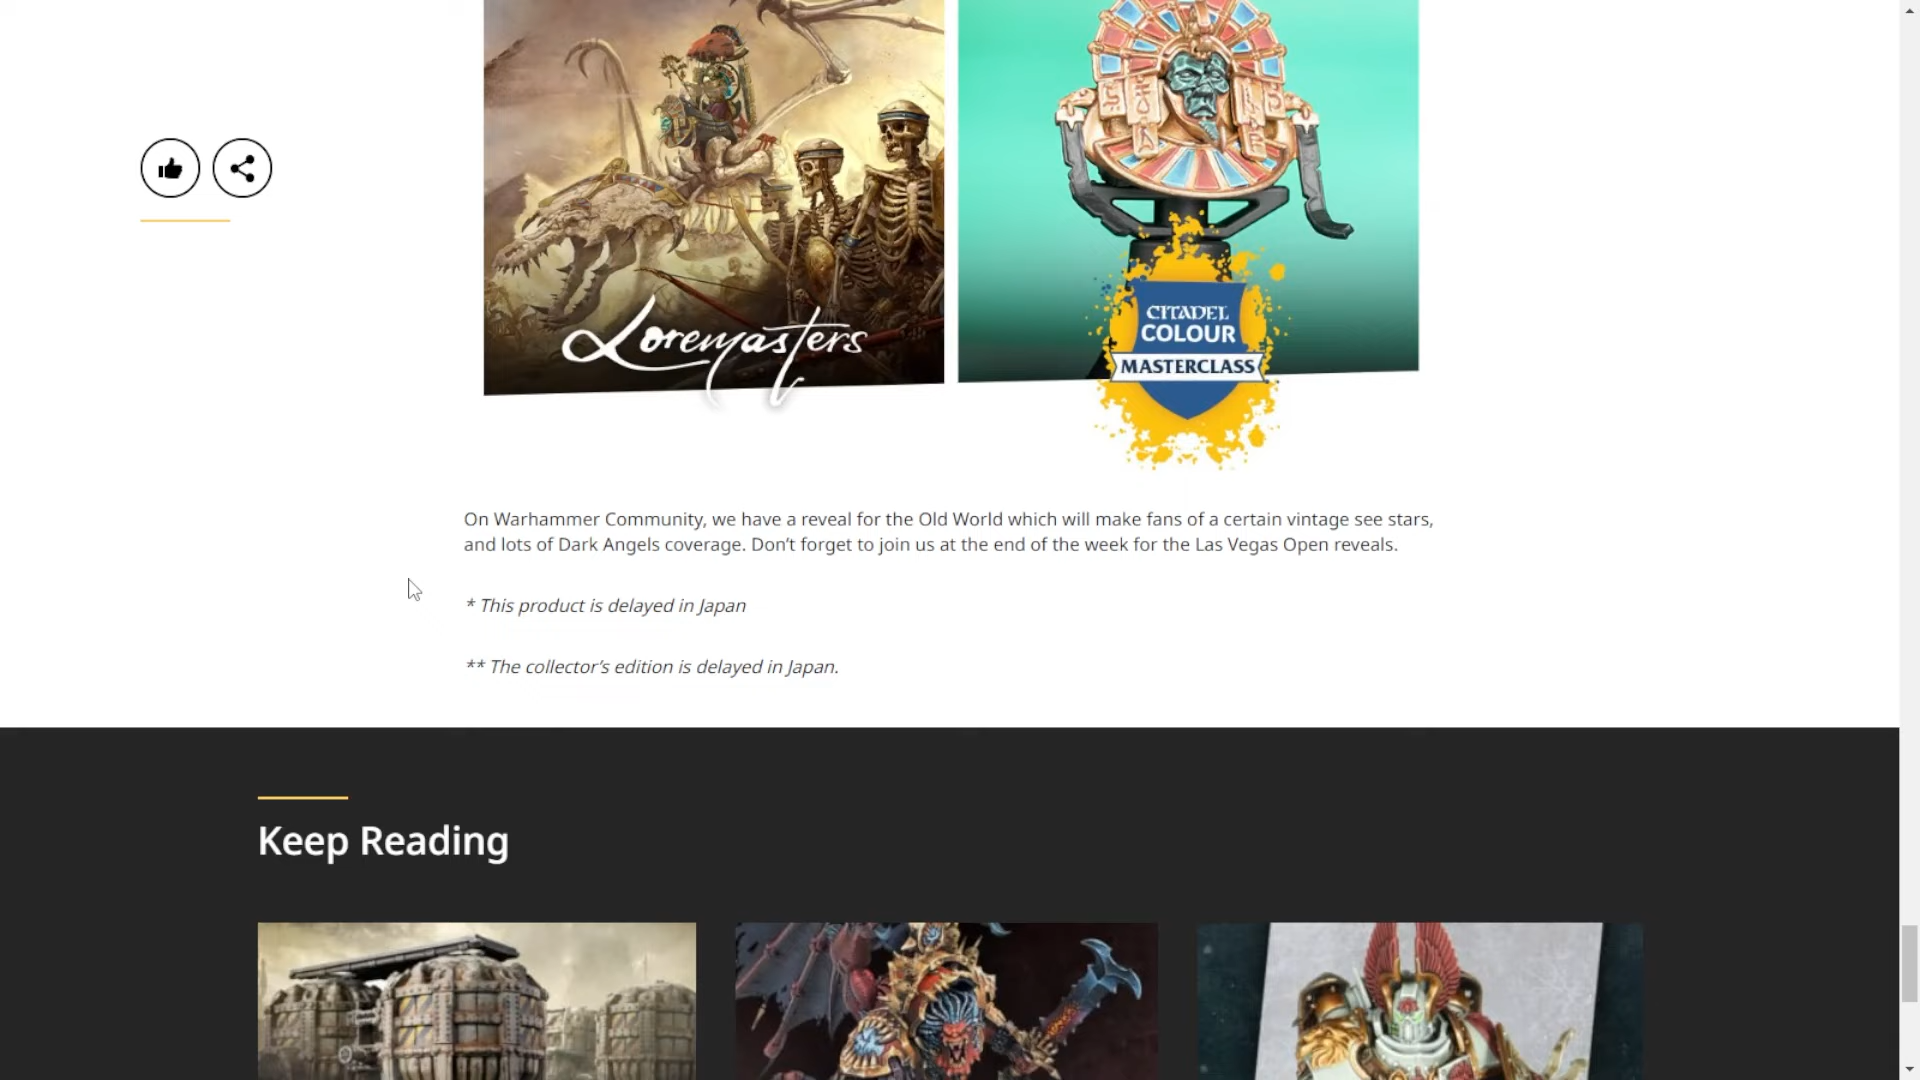 Loremasters
CITADEL
COLOUR
MASTERCLASS
On Warhammer Community, we have a reveal for the Old World which will make fans of a certain vintage see stars,
and lots of Dark Angels coverage. Don’t forget to join us at the end of the week for the Las Vegas Open reveals.
* This product is delayed in Japan
** The collector’s edition is delayed in Japan.
Keep Reading